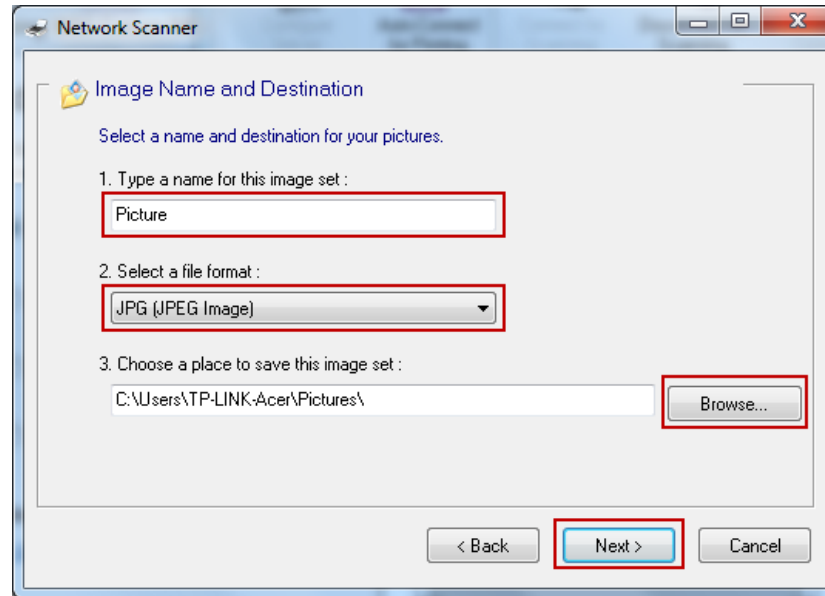 Network Scanner
Image Name and Destination
Select a name and destination for your pictures.
1. Type a name for this image set :
Picture
2. Select a file format :
JPG (JPEG Image)
3. Choose a place to save this image set :
C:\Users\TP-LINK-Acer\Pictures\
Browse...
< Back
Next >
Cancel